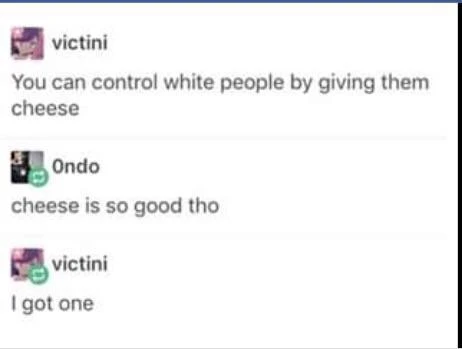 victini
You can control white people by giving them
cheese
0ndo
cheese is so good tho
victini
I got one